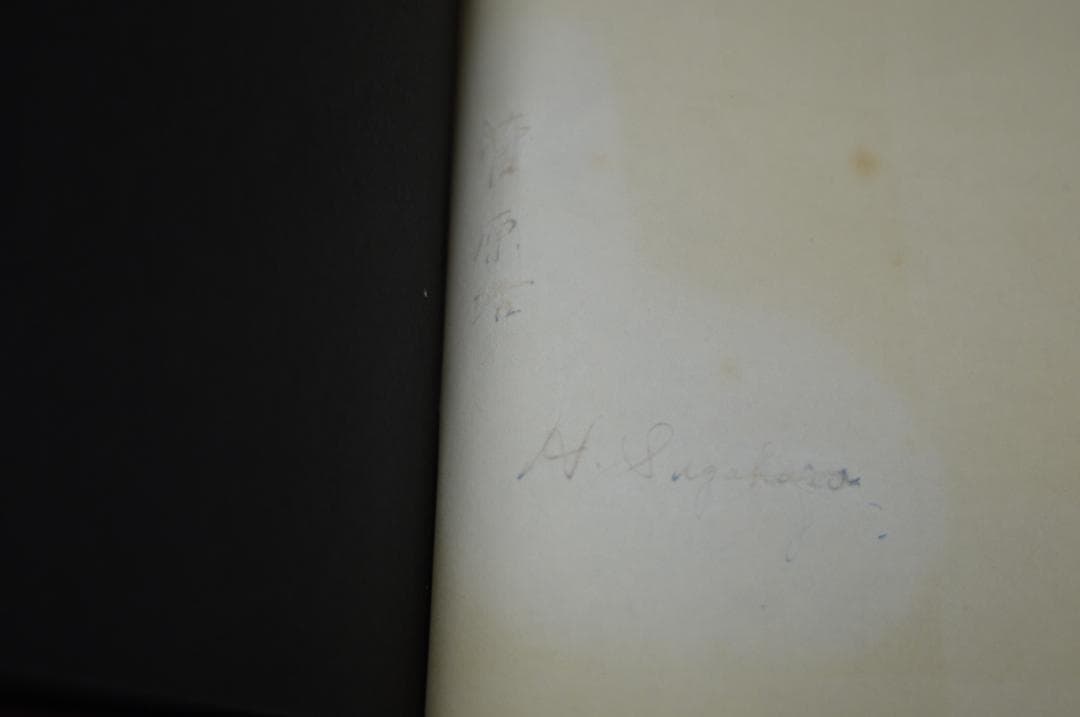 菅原
H. Sugahara